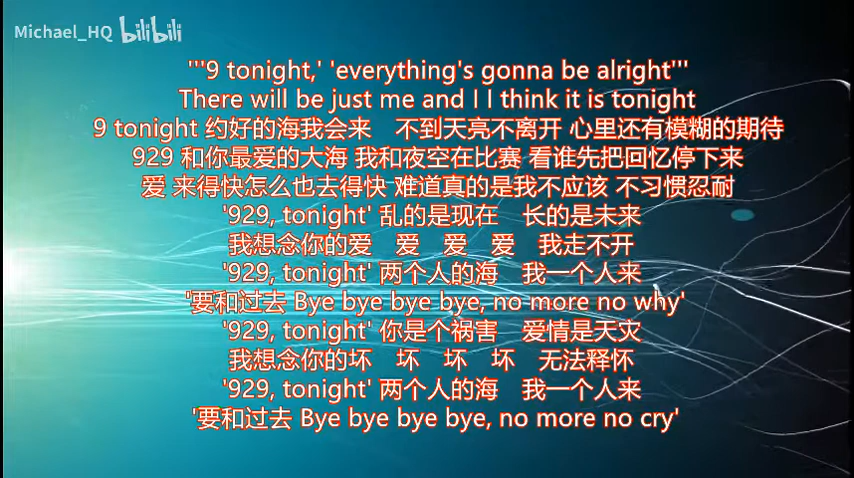 Michael_HQ bilibili
'''9 tonight,' 'everything's gonna be alright'''
There will be just me and I I think it is tonight
9 tonight 约好的海我会来　不到天亮不离开 心里还有模糊的期待
929 和你最爱的大海 我和夜空在比赛 看谁先把回忆停下来
爱 来得快怎么也去得快 难道真的是我不应该 不习惯忍耐
'929, tonight' 乱的是现在　长的是未来
我想念你的爱　爱　爱　爱　我走不开
'929, tonight' 两个人的海　我一个人来
'要和过去 Bye bye bye bye, no more no why'
'929, tonight' 你是个祸害　爱情是天灾
我想念你的坏　坏　坏　坏　无法释怀
'929, tonight' 两个人的海　我一个人来
'要和过去 Bye bye bye bye, no more no cry'